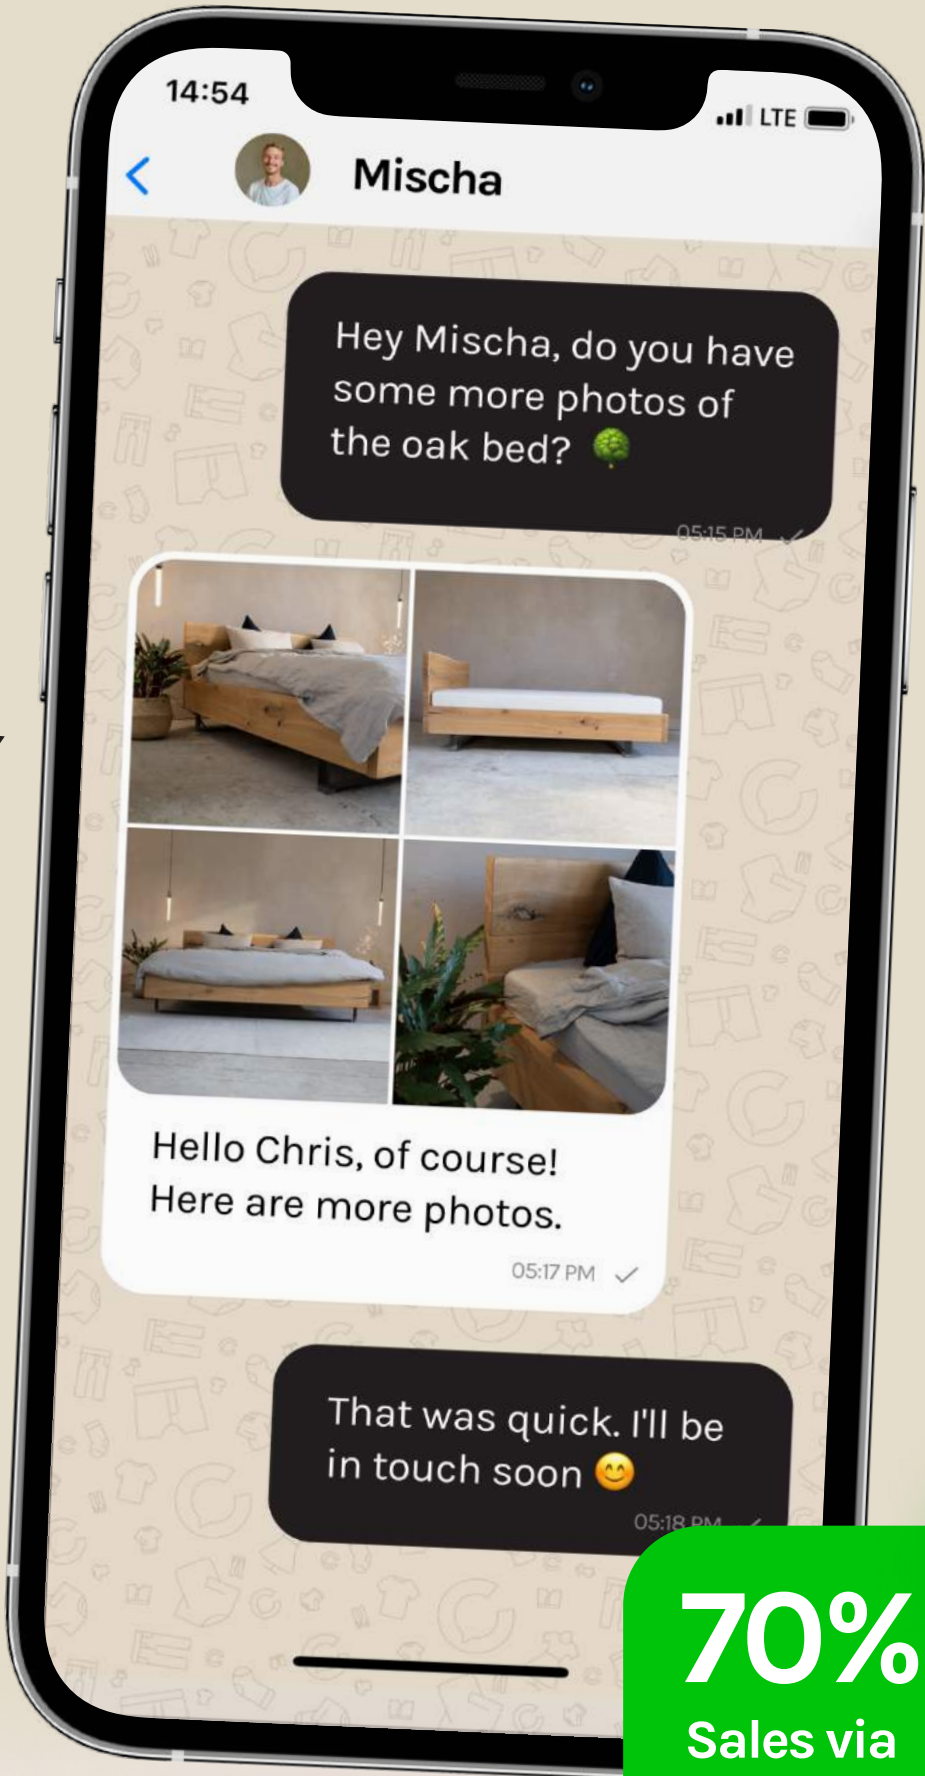 14:54
LTE
Mischa
Hey Mischa, do you have
some more photos of
the oak bed? 🌳
05:15 PM
Hello Chris, of course!
Here are more photos.
05:17 PM
That was quick. I'll be
in touch soon 😊
05:18 PM
70%
Sales via